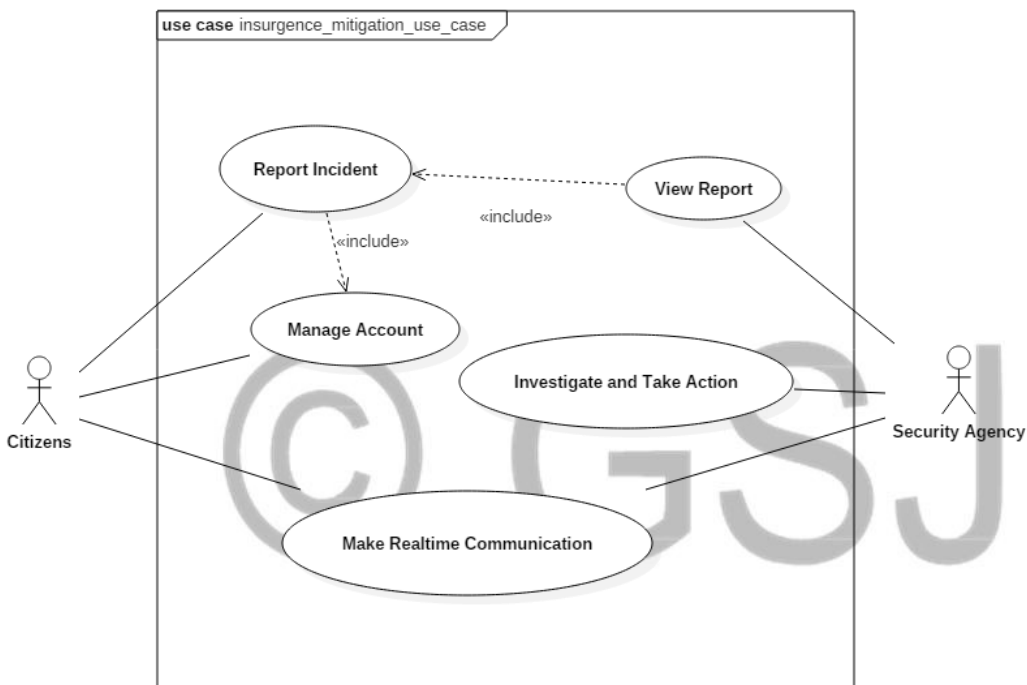 use case insurgence_mitigation_use_case
Report Incident
View Report
«include»
«include»
Manage Account
Investigate and Take Action
Citizens
Security Agency
Make Realtime Communication
© GSJ